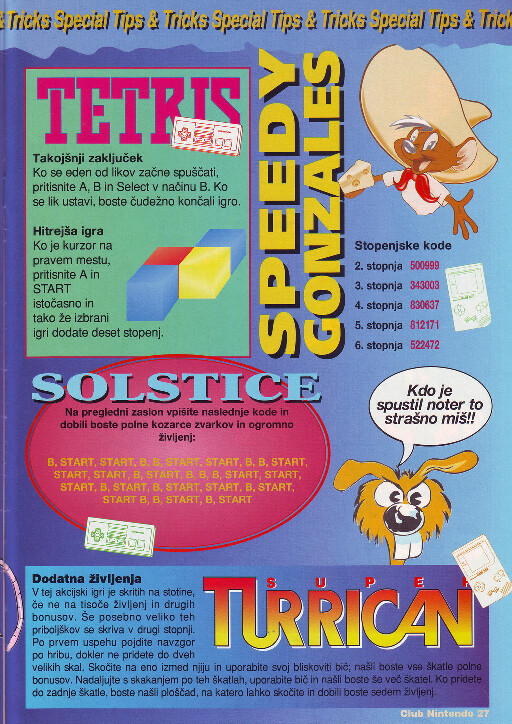 & Tricks Special Tips & Tricks Special Tips & Tricks Special Tips & Trick
TETRIS
Takojšnji zaključek
Ko se eden od likov začne spuščati,
pritisnite A, B in Select v načinu B. Ko
se lik ustavi, boste čudežno končali igro.
Hitrejša igra
Ko je kurzor na
pravem mestu,
pritisnite A in
START
istočasno in
tako že izbrani
igri dodate deset stopenj.
SPEEDY
GONZALES
Stopenjske kode
2. stopnja 500999
3. stopnja 343003
4. stopnja 830637
5. stopnja 812171
6. stopnja 522472
SOLSTICE
Na pregledni zaslon vpišite naslednje kode in
dobili boste polne kozarce zvarkov in ogromno
življenj:
B, START, START, B, B, START, START, B, B, START,
START, START, B, START, B, B, B, START, START,
START, B, START, B, START, START, B, START,
START B, B, START, B, START
Kdo je
spustil noter to
strašno miš!!
Dodatna življenja
V tej akcijski igri je skritih na stotine,
če ne na tisoče življenj in drugih
bonusov. Še posebno veliko teh
priboljškov se skriva v drugi stopnji.
Po prvem vspehu pojdite navzgor
po hribu, dokler ne pridete do dveh
velikih skal. Skočite na eno izmed njiju in uporabite svoj bliskoviti bič; našli boste vse škatle polne
bonusov. Nadaljujte s skakanjem po teh škatlah, uporabite bič in našli boste še več škatel. Ko pridete
do zadnje škatle, boste našli ploščad, na katero lahko skočite in dobili boste sedem življenj.
SUPER
TURRICAN
Club Nintendo 27